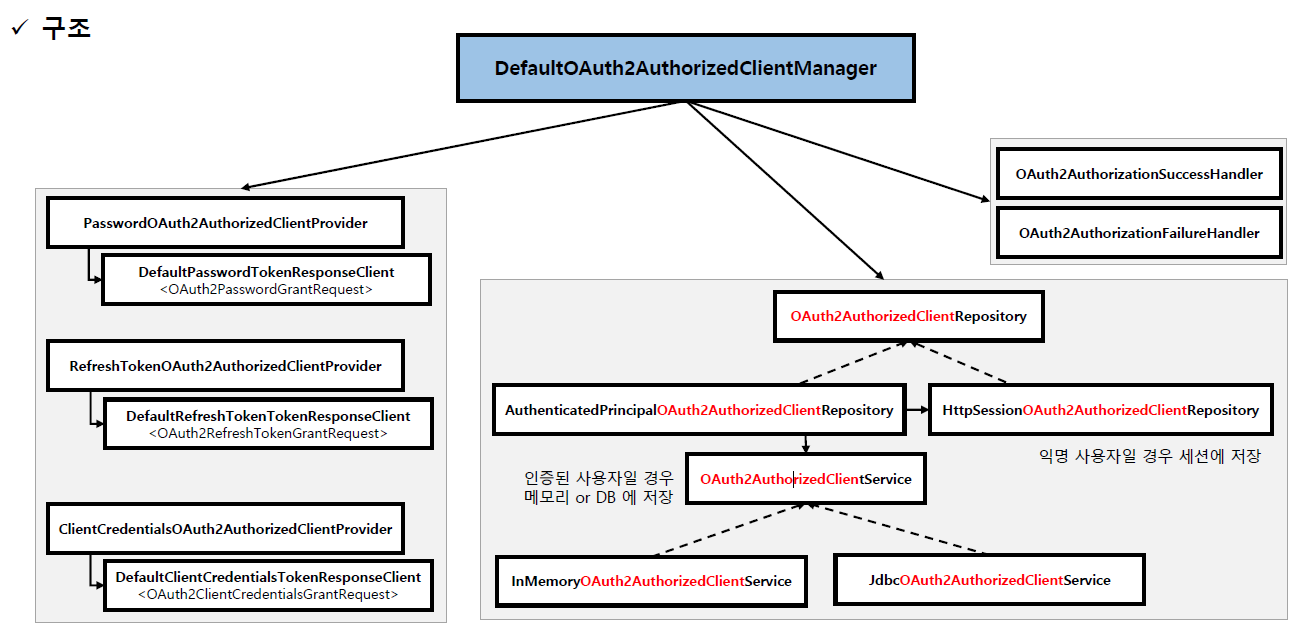 ✓ 구조
DefaultOAuth2AuthorizedClientManager
PasswordOAuth2AuthorizedClientProvider
DefaultPasswordTokenResponseClient
<OAuth2PasswordGrantRequest>
RefreshTokenOAuth2AuthorizedClientProvider
DefaultRefreshTokenTokenResponseClient
<OAuth2RefreshTokenGrantRequest>
ClientCredentialsOAuth2AuthorizedClientProvider
DefaultClientCredentialsTokenResponseClient
<OAuth2ClientCredentialsGrantRequest>
OAuth2AuthorizationSuccessHandler
OAuth2AuthorizationFailureHandler
OAuth2AuthorizedClientRepository
AuthenticatedPrincipalOAuth2AuthorizedClientRepository
HttpSessionOAuth2AuthorizedClientRepository
익명 사용자일 경우 세션에 저장
인증된 사용자일 경우
메모리 or DB 에 저장
OAuth2AuthorizedClientService
InMemoryOAuth2AuthorizedClientService
JdbcOAuth2AuthorizedClientService